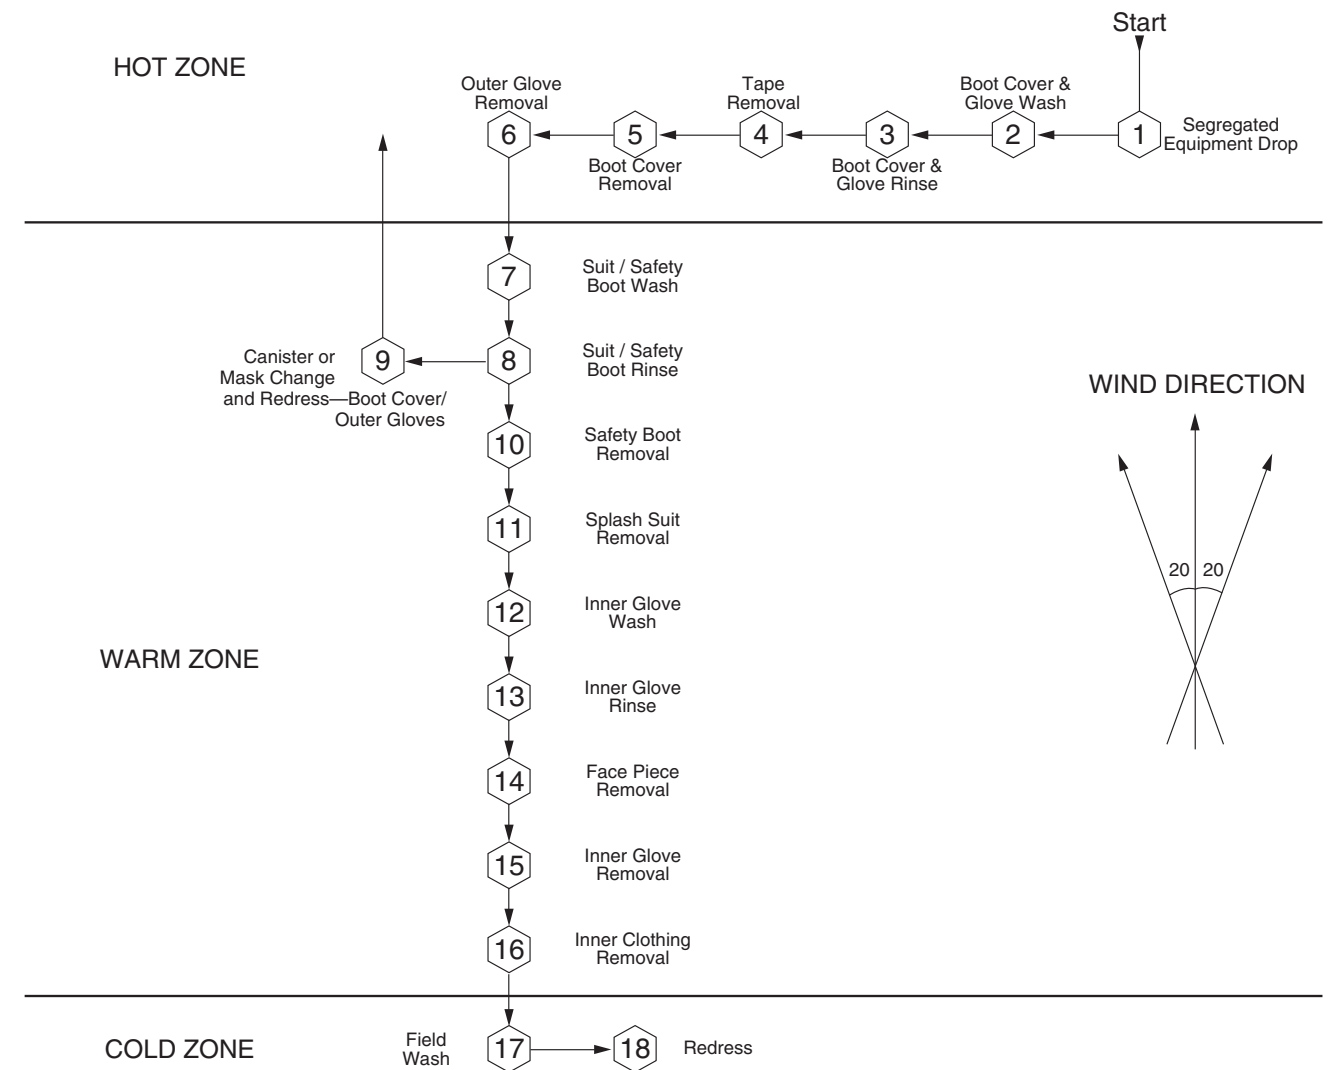 Start
HOT ZONE
Outer Glove
Removal
6
5
Boot Cover
Removal
Tape
Removal
4
3
Boot Cover &
Glove Rinse
Boot Cover &
Glove Wash
2
1
Segregated
Equipment Drop
7
Suit / Safety
Boot Wash
Canister or
Mask Change
and Redress—Boot Cover/
Outer Gloves
9
8
Suit / Safety
Boot Rinse
WIND DIRECTION
20
20
10
Safety Boot
Removal
11
Splash Suit
Removal
12
Inner Glove
Wash
WARM ZONE
13
Inner Glove
Rinse
14
Face Piece
Removal
15
Inner Glove
Removal
16
Inner Clothing
Removal
COLD ZONE
Field
Wash
17
18
Redress